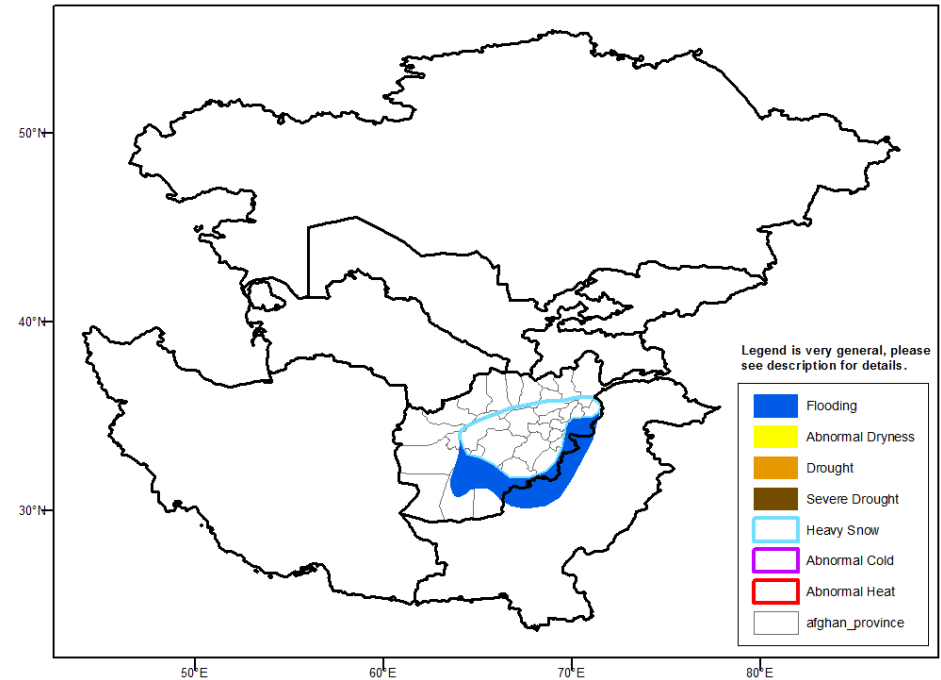 50°N
40°N
30°N
50°E
60°E
70°E
80°E
Legend is very general, please
see description for details.
Flooding
Abnormal Dryness
Drought
Severe Drought
Heavy Snow
Abnormal Cold
Abnormal Heat
afghan_province